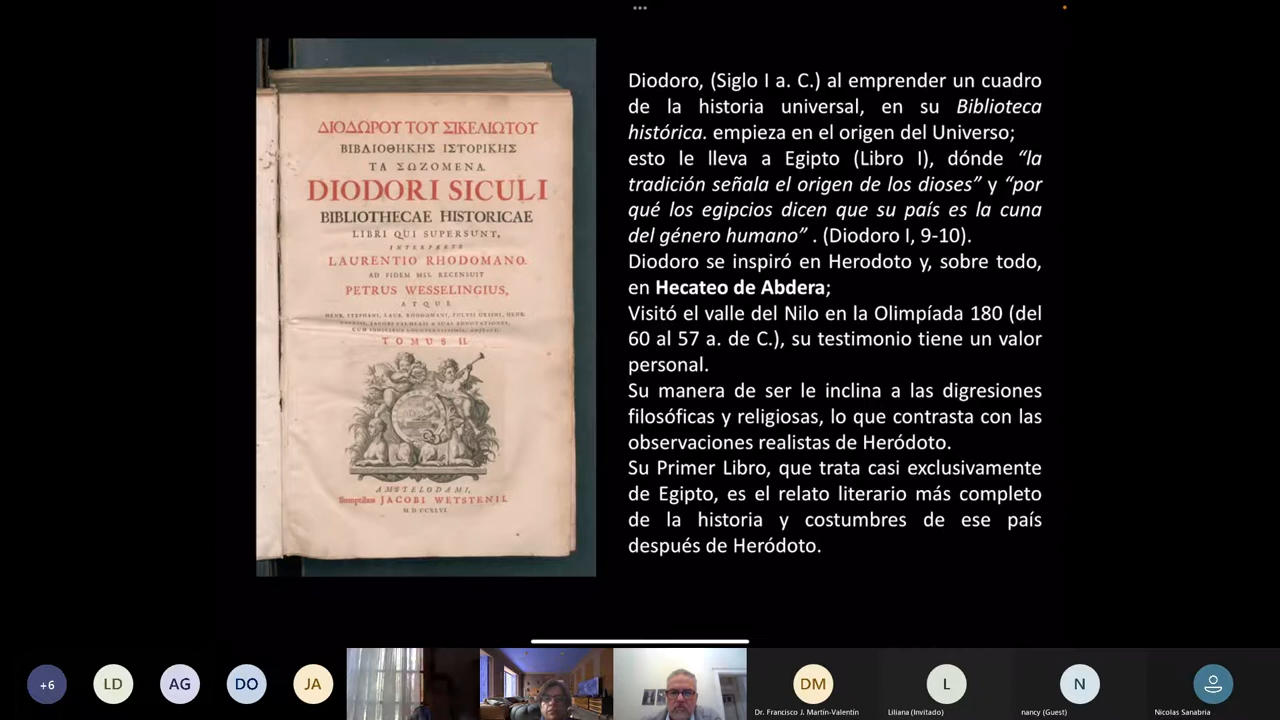 ΔΙΟΔΩΡΟΥ ΤΟΥ ΣΙΚΕΛΙΩΤΟΥ
ΒΙΒΛΙΟΘΗΚΗΣ ΙΣΤΟΡΙΚΗΣ
ΤΑ ΣΩΖΟΜΕΝΑ.
DIODORI SICULI
BIBLIOTHECAE HISTORICAE
LIBRI QUI SUPERSUNT,
INTERPRETE
LAURENTIO RHODOMANO.
AD FIDEM MSS. RECENSUIT
PETRUS WESSELINGIUS,
ATQUE
TOMUS II.
AMSTELODAMI,
Sumptibus JACOBI WETSTENII.
MDCCXLVI.
Diodoro, (Siglo I a. C.) al emprender un cuadro
de la historia universal, en su Biblioteca
histórica. empieza en el origen del Universo;
esto le lleva a Egipto (Libro I), dónde “la
tradición señala el origen de los dioses” y “por
qué los egipcios dicen que su país es la cuna
del género humano” . (Diodoro I, 9-10).
Diodoro se inspiró en Herodoto y, sobre todo,
en Hecateo de Abdera;
Visitó el valle del Nilo en la Olimpíada 180 (del
60 al 57 a. de C.), su testimonio tiene un valor
personal.
Su manera de ser le inclina a las digresiones
filosóficas y religiosas, lo que contrasta con las
observaciones realistas de Heródoto.
Su Primer Libro, que trata casi exclusivamente
de Egipto, es el relato literario más completo
de la historia y costumbres de ese país
después de Heródoto.
+6
LD
AG
DO
JA
DM
Dr. Francisco J. Martín-Valentín
L
Liliana (Invitado)
N
nancy (Guest)
Nicolas Sanabria